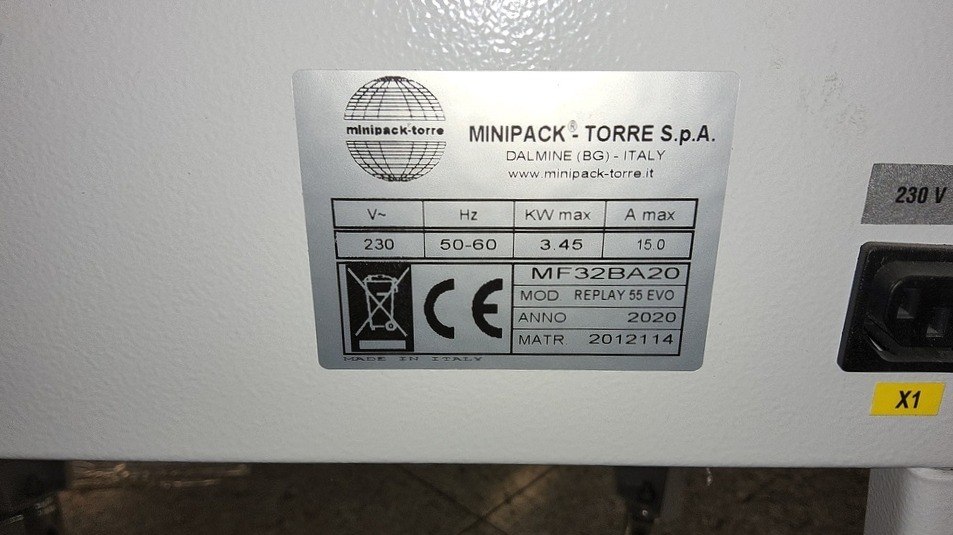 minipack-torre
MINIPACK® - TORRE S.p.A.
DALMINE (BG) - ITALY
www.minipack-torre.it
V~ Hz KW max A max
230 50-60 3.45 15.0
MF32BA20
MOD REPLAY 55 EVO
ANNO 2020
MATR 2012114
CE
MADE IN ITALY
230 V
X1